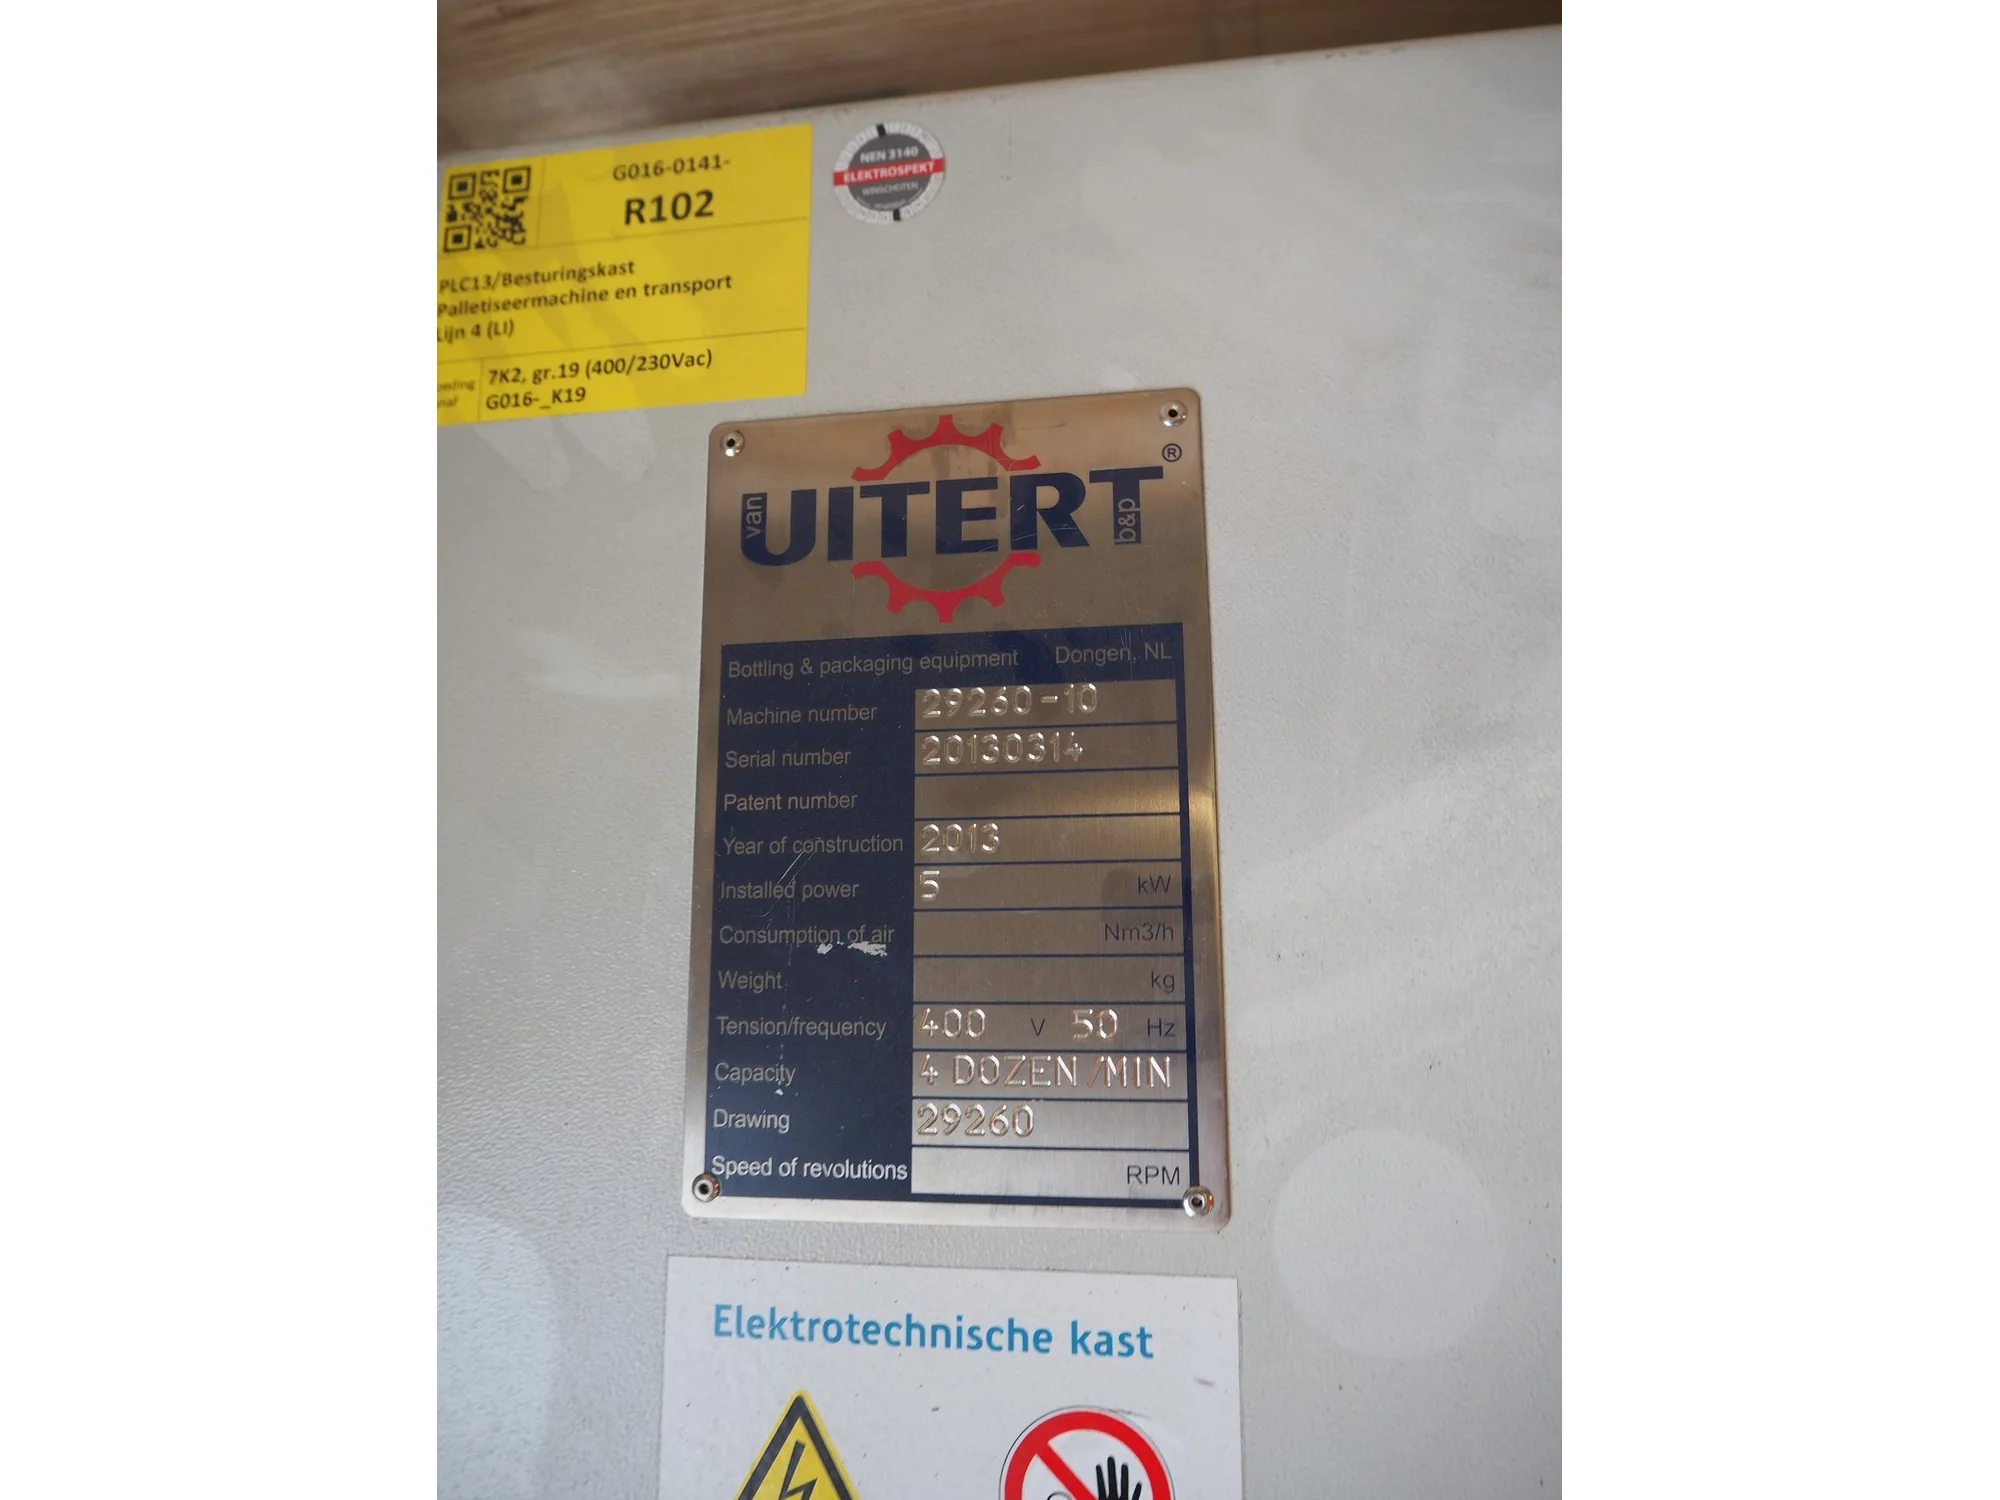 G016-0141-
R102
PLC13/Besturingskast
Palletiseermachine en transport
Lijn 4 (LI)
7K2, gr.19 (400/230Vac)
G016-_K19
NEN 3140
ELEKTROSPEKT
WINSCHOTEN
van UITERT b&p ®
Bottling & packaging equipment Dongen, NL
Machine number 29260-10
Serial number 20130314
Patent number
Year of construction 2013
Installed power 5 kW
Consumption of air Nm3/h
Weight kg
Tension/frequency 400 V 50 Hz
Capacity 4 DOZEN/MIN
Drawing 29260
Speed of revolutions RPM
Elektrotechnische kast